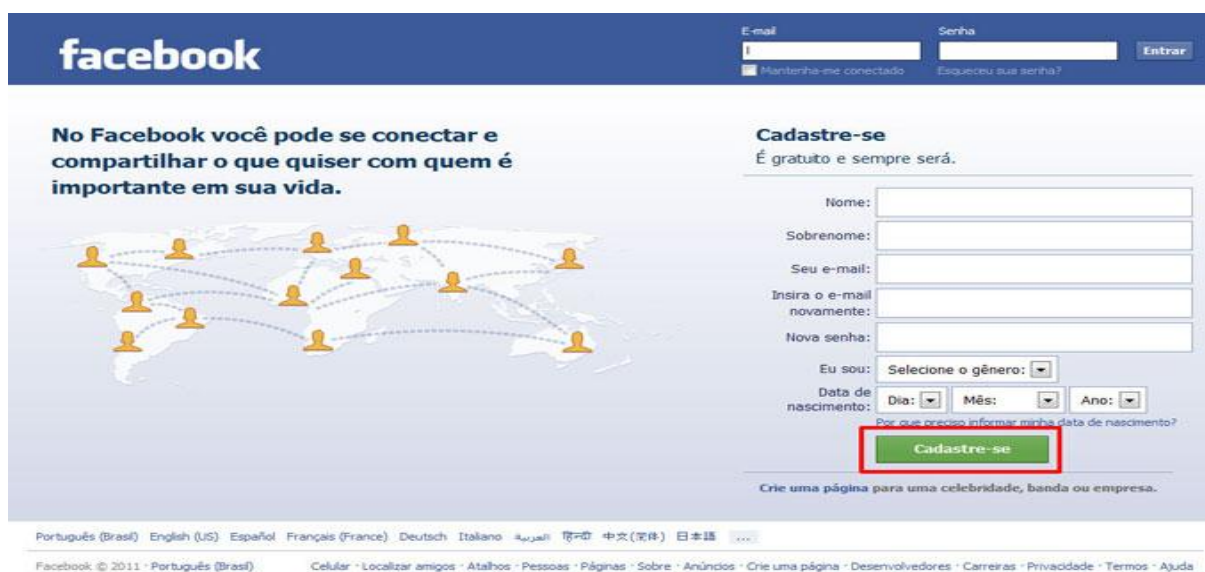 facebook
E-mail
Senha
Entrar
Mantenha-me conectado
Esqueceu sua senha?
No Facebook você pode se conectar e
compartilhar o que quiser com quem é
importante em sua vida.
Cadastre-se
É gratuito e sempre será.
Nome:
Sobrenome:
Seu e-mail:
Insira o e-mail
novamente:
Nova senha:
Eu sou: Selecione o gênero:
Data de
nascimento: Dia: Mês: Ano:
Por que preciso informar minha data de nascimento?
Cadastre-se
Crie uma página para uma celebridade, banda ou empresa.
Português (Brasil) English (US) Español Français (France) Deutsch Italiano العربية हिन्दी 中文(简体) 日本語 ...
Facebook © 2011 · Português (Brasil) Celular · Localizar amigos · Atalhos · Pessoas · Páginas · Sobre · Anúncios · Crie uma página · Desenvolvedores · Carreiras · Privacidade · Termos · Ajuda